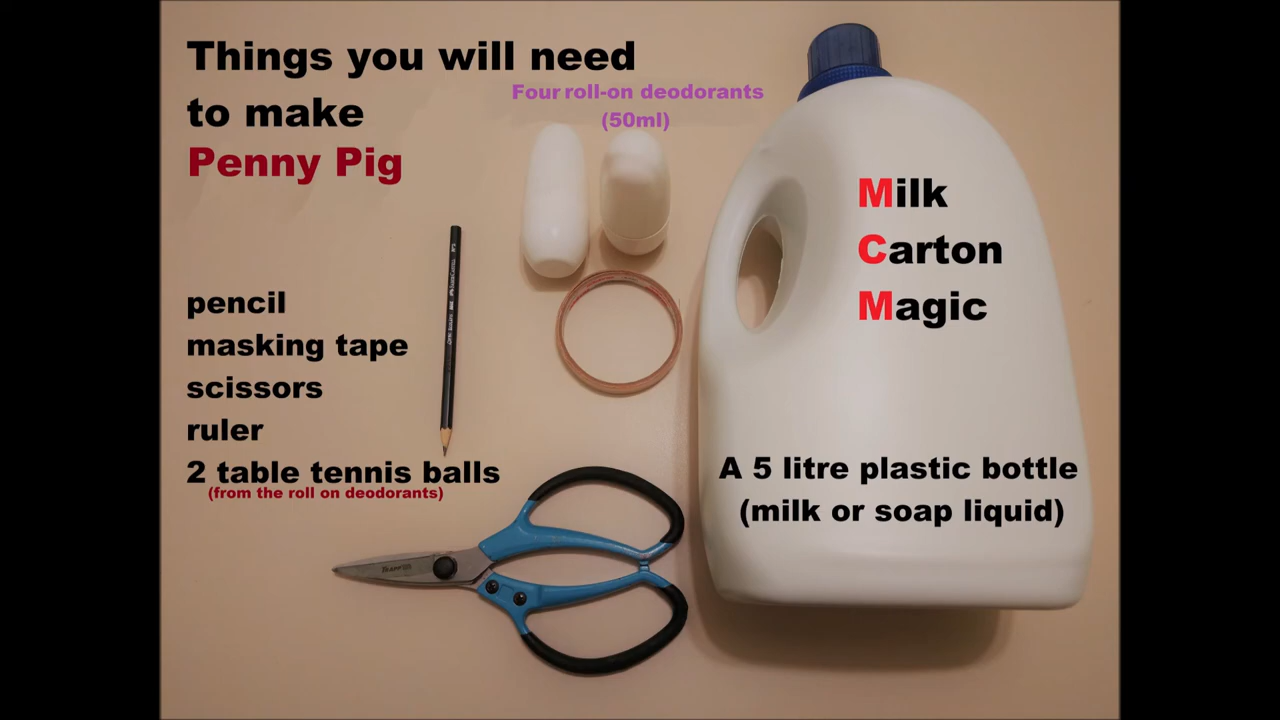 Things you will need
to make
Penny Pig
Four roll-on deodorants
(50ml)
Milk
Carton
Magic
pencil
masking tape
scissors
ruler
2 table tennis balls
(from the roll on deodorants)
A 5 litre plastic bottle
(milk or soap liquid)